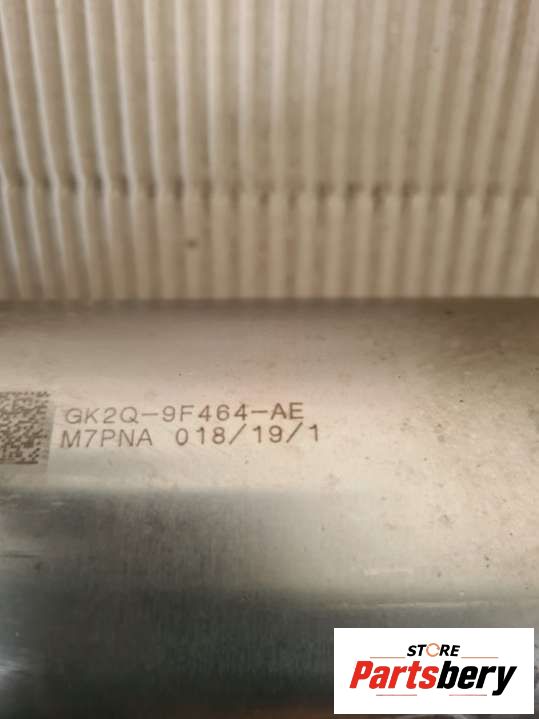 GK2Q-9F464-AE
M7PNA 018/19/1
STORE
Partsbery